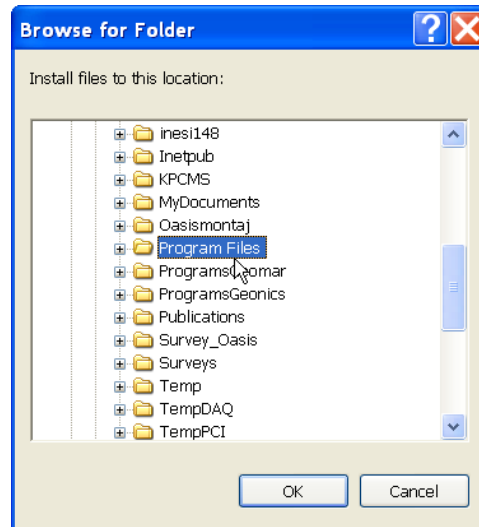 Browse for Folder
Install files to this location:
inesi148
Inetpub
KPCMS
MyDocuments
Oasismontaj
Program Files
ProgramsGeomar
ProgramsGeonics
Publications
Survey_Oasis
Surveys
Temp
TempDAQ
TempPCI
OK
Cancel